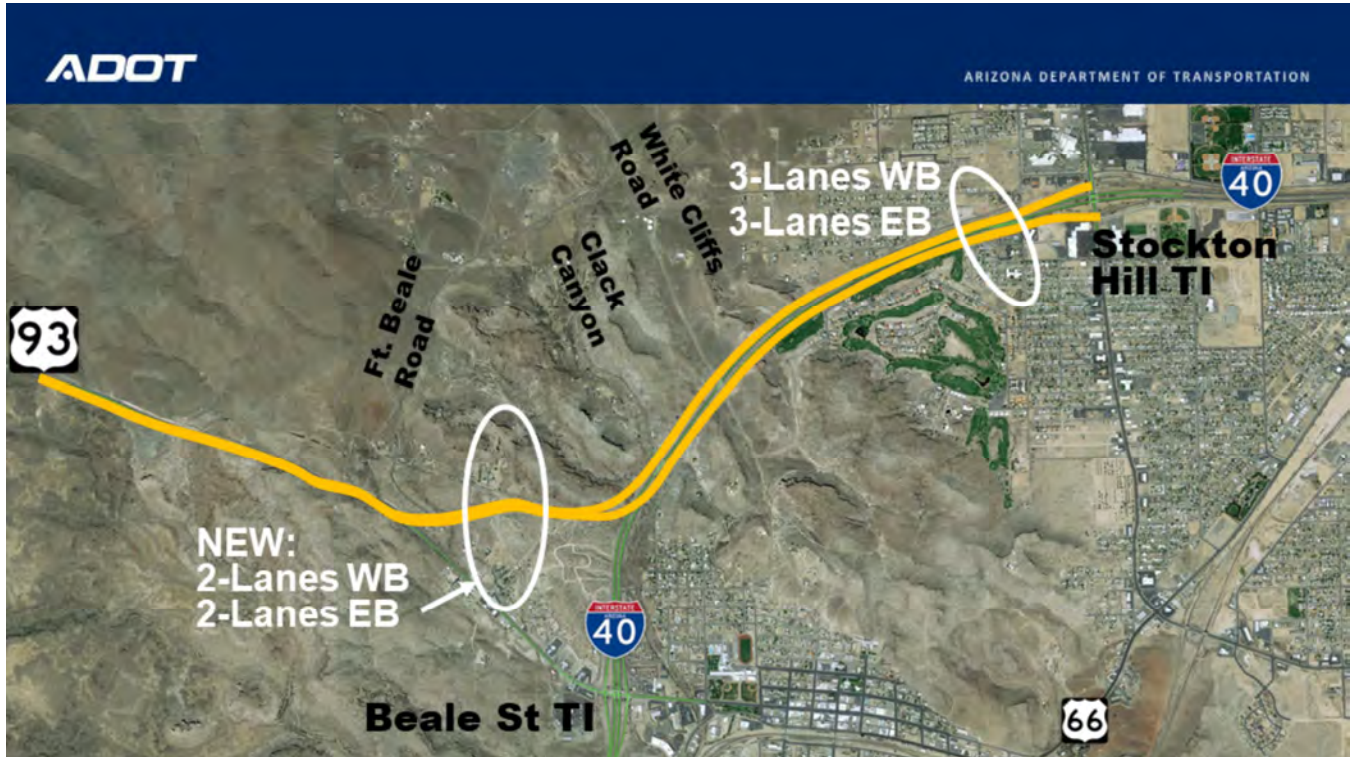 ADOT
ARIZONA DEPARTMENT OF TRANSPORTATION
White Cliffs
Road
3-Lanes WB
3-Lanes EB
INTERSTATE
ARIZONA
40
Stockton
Hill TI
Clack
Canyon
Ft. Beale
Road
93
NEW:
2-Lanes WB
2-Lanes EB
INTERSTATE
ARIZONA
40
Beale St TI
66